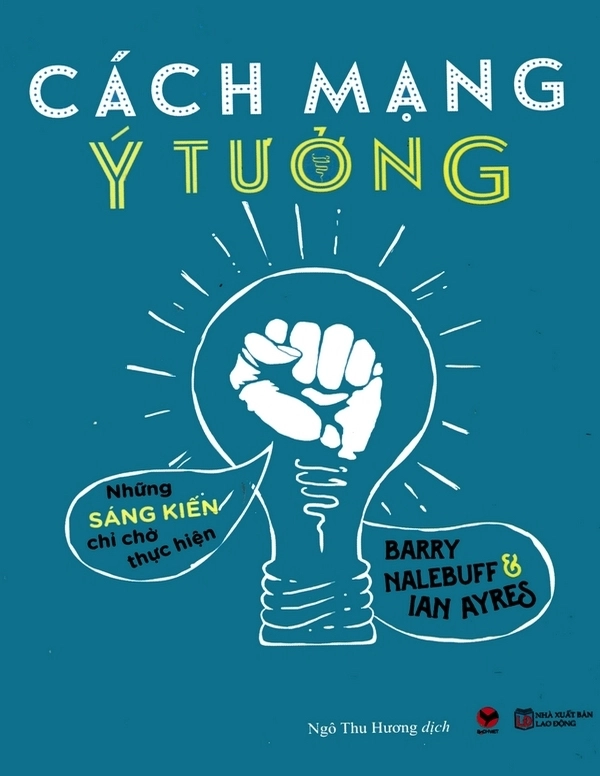 CÁCH MẠNG
Ý TƯỞNG
Những
SÁNG KIẾN
chỉ chờ
thực hiện
BARRY
NALEBUFF &
IAN AYRES
Ngô Thu Hương dịch
NHÀ XUẤT BẢN
LAO ĐỘNG